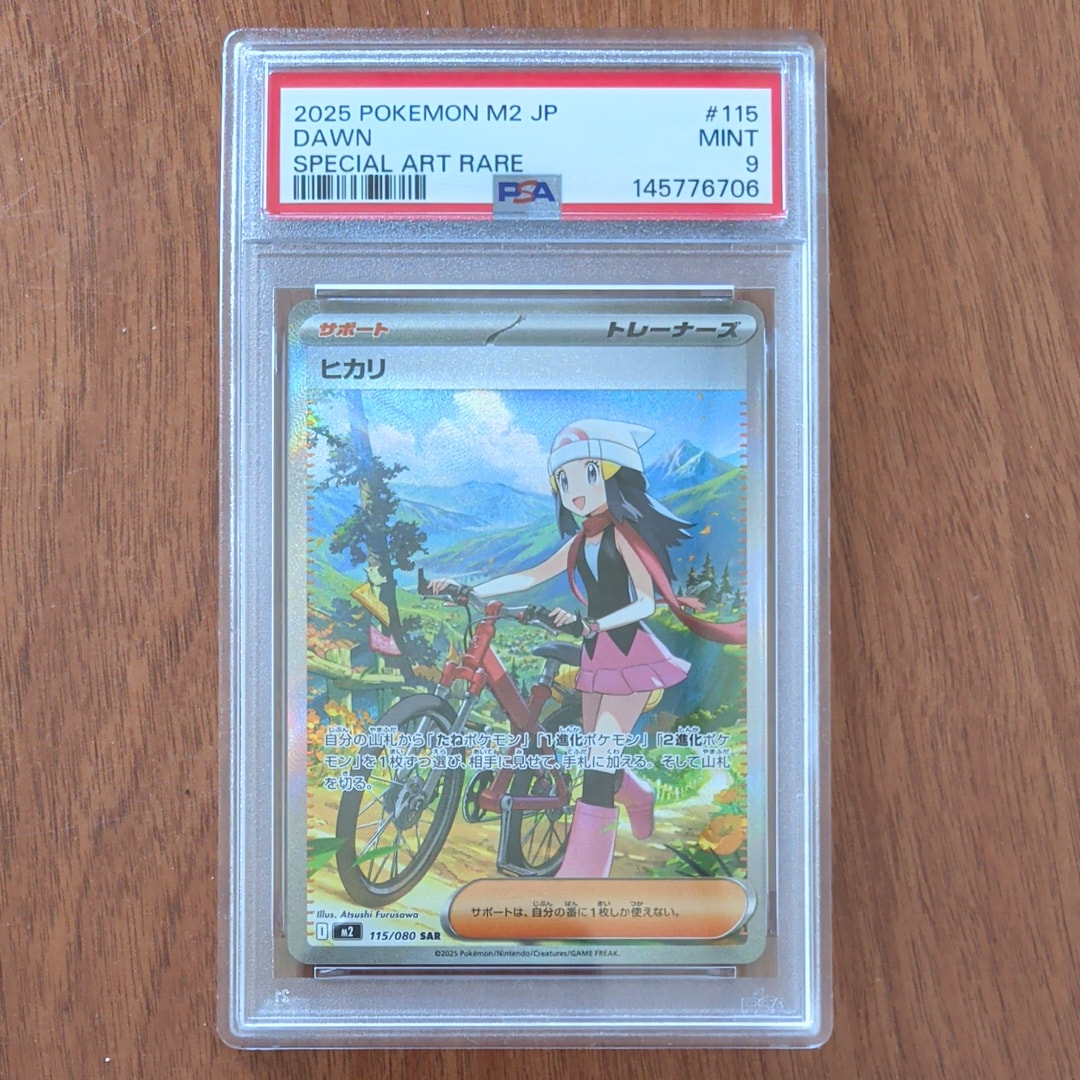 2025 POKEMON M2 JP #115
DAWN MINT
SPECIAL ART RARE 9
PSA 145776706
サポート トレーナーズ
ヒカリ
自分の山札から「たねポケモン」「1進化ポケモン」「2進化ポケ
モン」を1枚ずつ選び、相手に見せて、手札に加える。そして山札
を切る。
サポートは、自分の番に1枚しか使えない。
Illus. Atsushi Furusawa
I M2 115/080 SAR
©2025 Pokémon/Nintendo/Creatures/GAME FREAK.